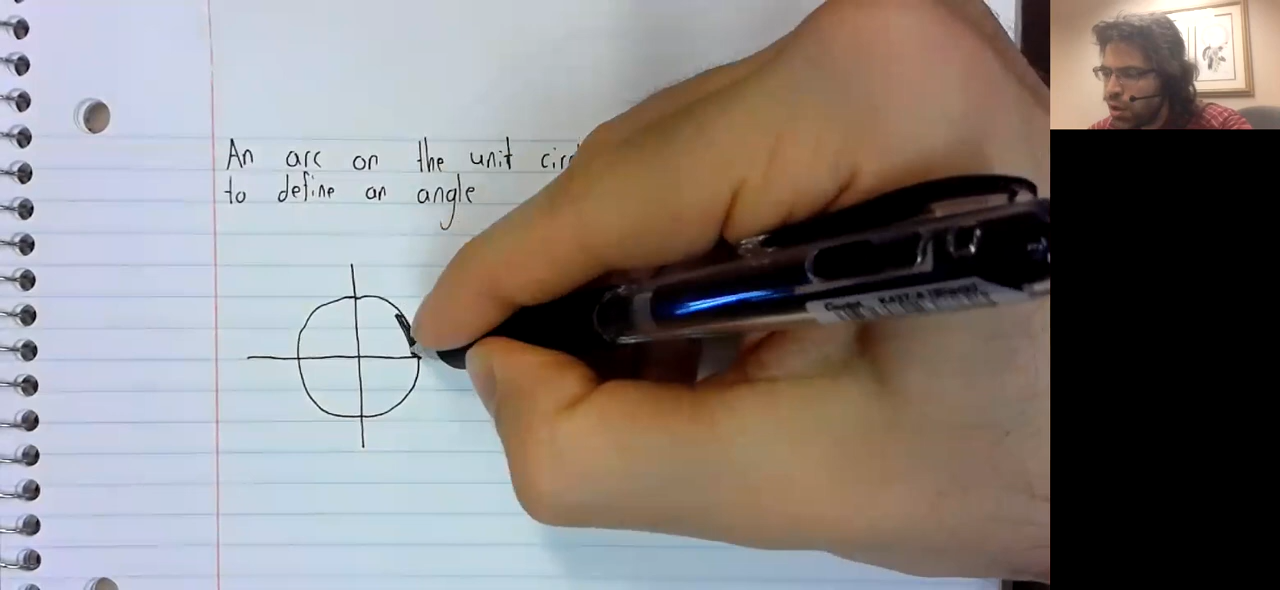 An arc on the unit
to define an angle